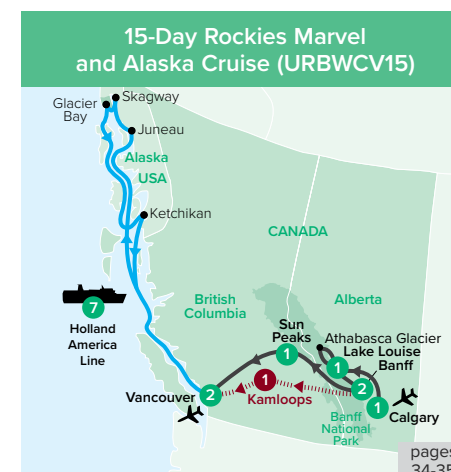 15-Day Rockies Marvel
and Alaska Cruise (URBWCV15)
Skagway
Glacier
Bay
Juneau
Alaska
USA
Ketchikan
CANADA
7
Holland
America
Line
British
Columbia
Alberta
Sun
Peaks
1
Athabasca Glacier
Lake Louise
1
Banff
2
1
Kamloops
Vancouver
2
1
Calgary
Banff
National
Park
pages
34-35